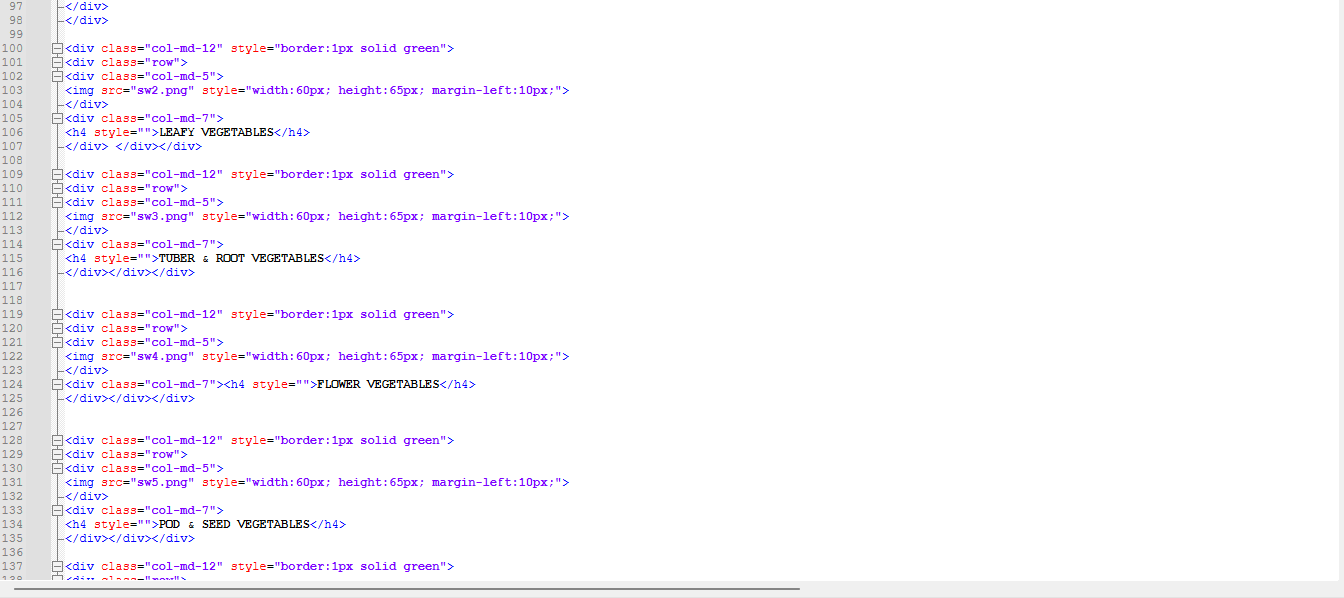 97 </div>
98 </div>
99
100 <div class="col-md-12" style="border:1px solid green">
101 <div class="row">
102 <div class="col-md-5">
103 <img src="sw2.png" style="width:60px; height:65px; margin-left:10px;">
104 </div>
105 <div class="col-md-7">
106 <h4 style="">LEAFY VEGETABLES</h4>
107 </div> </div></div>
108
109 <div class="col-md-12" style="border:1px solid green">
110 <div class="row">
111 <div class="col-md-5">
112 <img src="sw3.png" style="width:60px; height:65px; margin-left:10px;">
113 </div>
114 <div class="col-md-7">
115 <h4 style="">TUBER & ROOT VEGETABLES</h4>
116 </div></div></div>
117
118
119 <div class="col-md-12" style="border:1px solid green">
120 <div class="row">
121 <div class="col-md-5">
122 <img src="sw4.png" style="width:60px; height:65px; margin-left:10px;">
123 </div>
124 <div class="col-md-7"><h4 style="">FLOWER VEGETABLES</h4>
125 </div></div></div>
126
127
128 <div class="col-md-12" style="border:1px solid green">
129 <div class="row">
130 <div class="col-md-5">
131 <img src="sw5.png" style="width:60px; height:65px; margin-left:10px;">
132 </div>
133 <div class="col-md-7">
134 <h4 style="">POD & SEED VEGETABLES</h4>
135 </div></div></div>
136
137 <div class="col-md-12" style="border:1px solid green">
138 <div class="row">